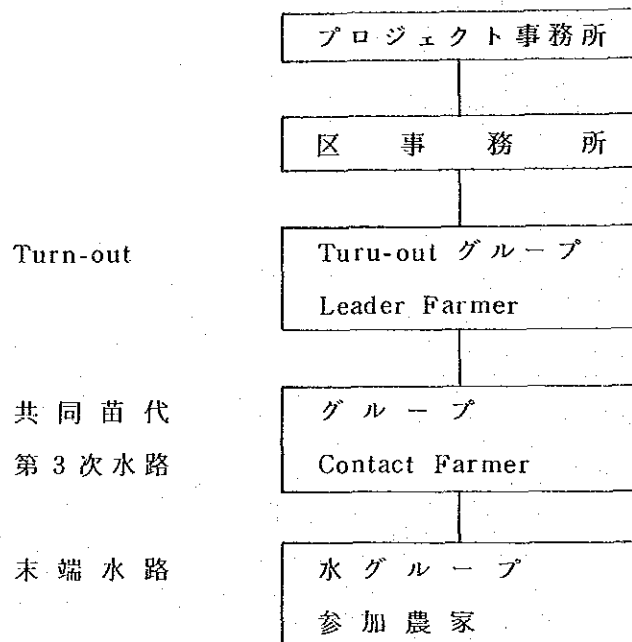 プロジェクト事務所
区事務所
Turn-out
Turu-out グループ
Leader Farmer
共同苗代
グループ
第3次水路
Contact Farmer
末端水路
水グループ
参加農家